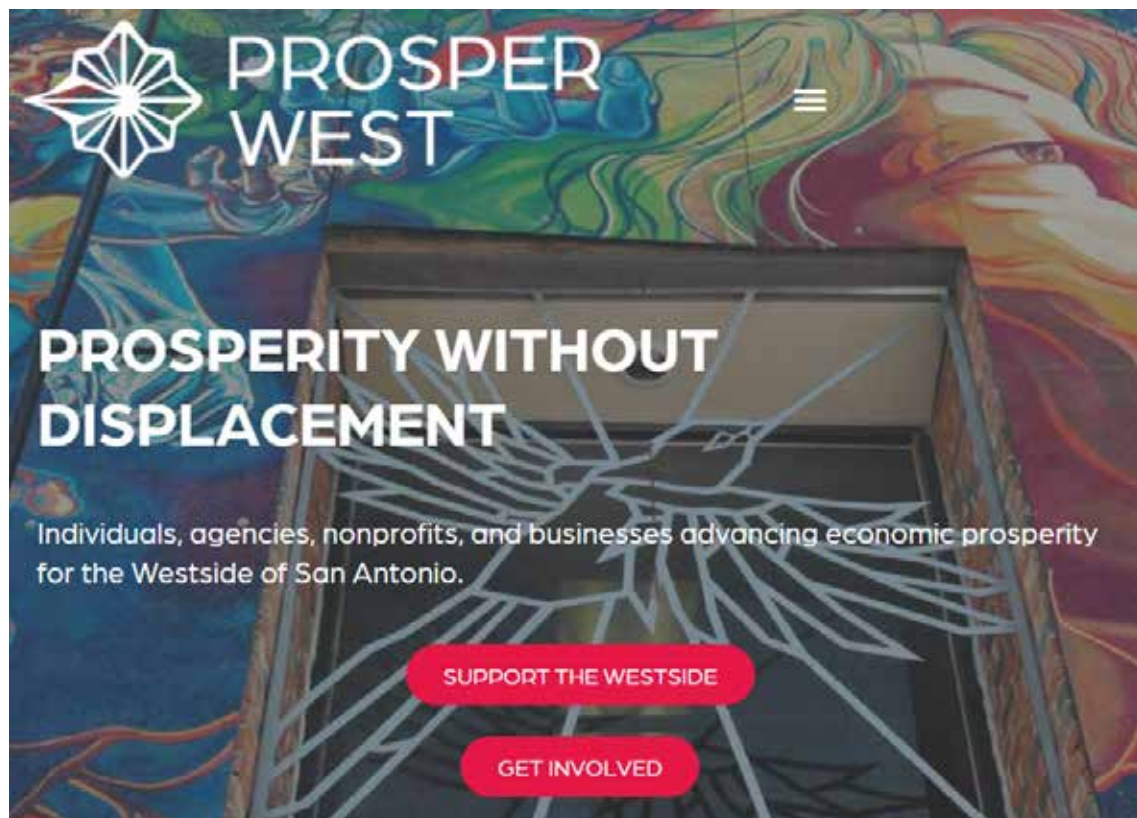 PROSPER
WEST
PROSPERITY WITHOUT
DISPLACEMENT
Individuals, agencies, nonprofits, and businesses advancing economic prosperity
for the Westside of San Antonio.
SUPPORT THE WESTSIDE
GET INVOLVED